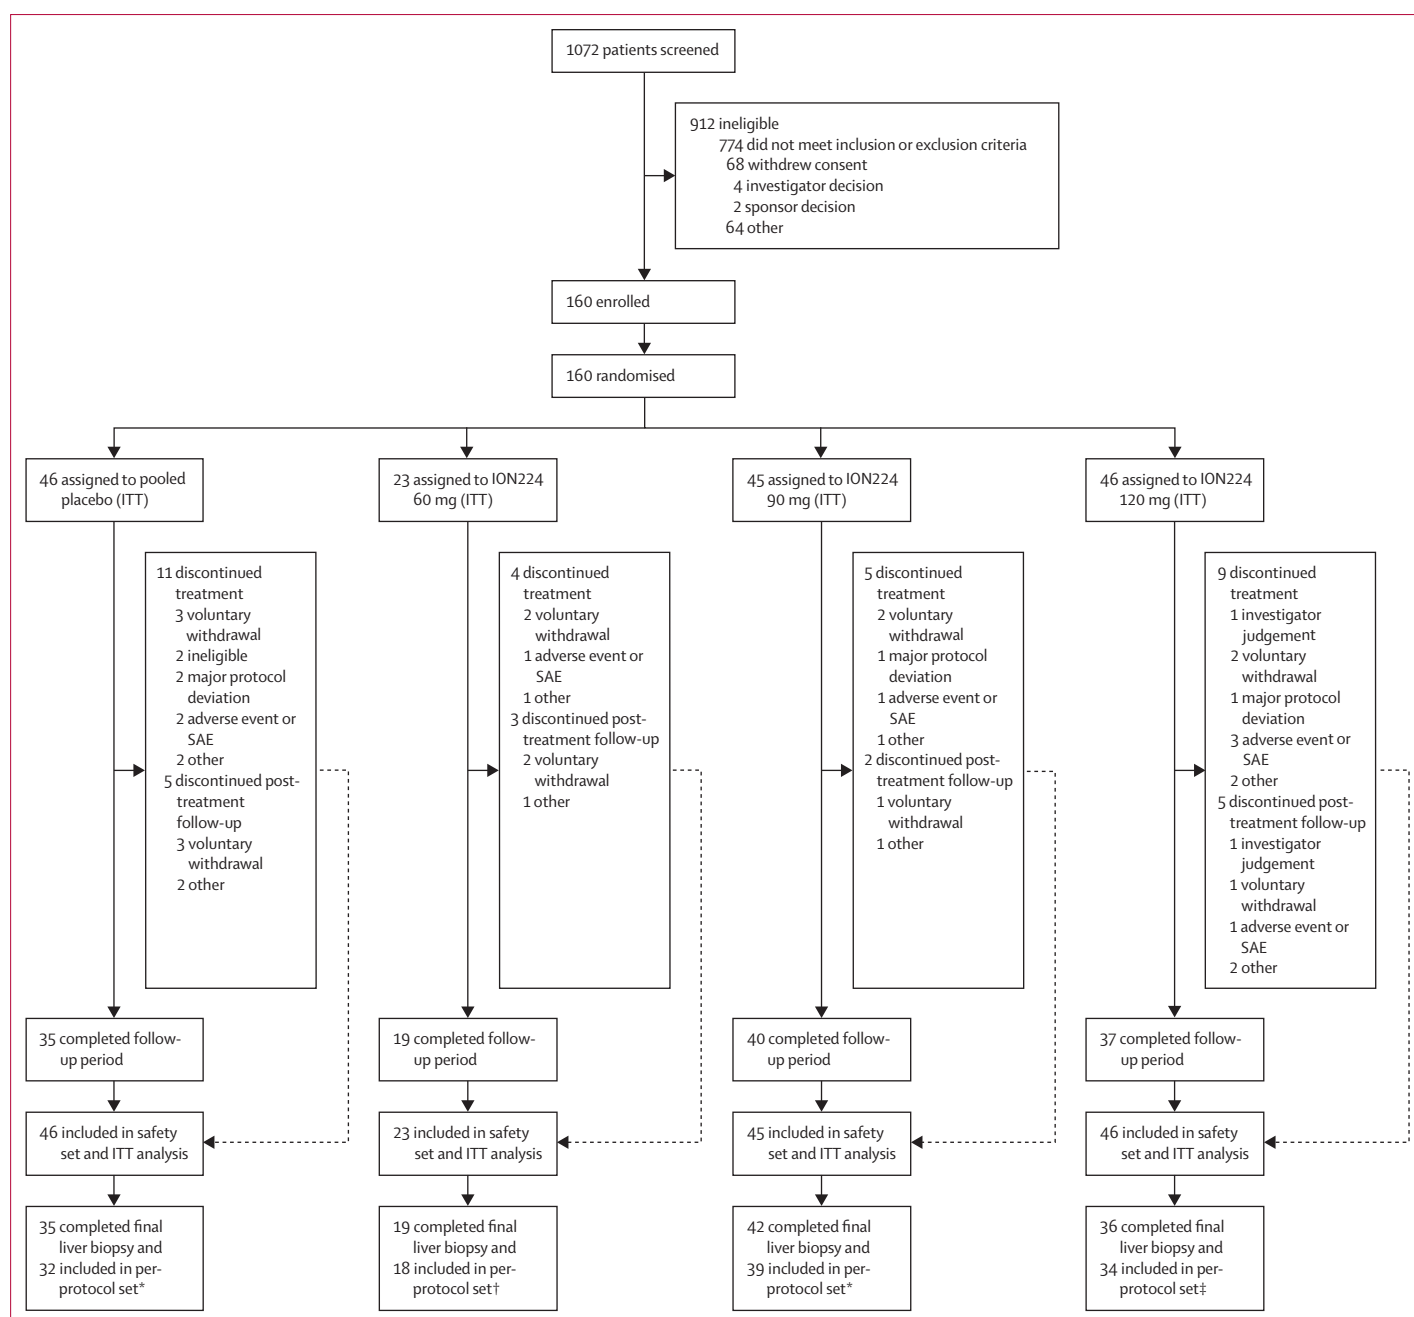 1072 patients screened
912 ineligible
774 did not meet inclusion or exclusion criteria
68 withdrew consent
4 investigator decision
2 sponsor decision
64 other
160 enrolled
160 randomised
46 assigned to pooled
placebo (ITT)
23 assigned to ION224
60 mg (ITT)
45 assigned to ION224
90 mg (ITT)
46 assigned to ION224
120 mg (ITT)
11 discontinued
treatment
3 voluntary
withdrawal
2 ineligible
2 major protocol
deviation
2 adverse event or
SAE
2 other
5 discontinued post-
treatment
follow-up
3 voluntary
withdrawal
2 other
4 discontinued
treatment
2 voluntary
withdrawal
1 adverse event or
SAE
1 other
3 discontinued post-
treatment follow-up
2 voluntary
withdrawal
1 other
5 discontinued
treatment
2 voluntary
withdrawal
1 major protocol
deviation
1 adverse event or
SAE
1 other
2 discontinued post-
treatment follow-up
1 voluntary
withdrawal
1 other
9 discontinued
treatment
1 investigator
judgement
2 voluntary
withdrawal
1 major protocol
deviation
3 adverse event or
SAE
2 other
5 discontinued post-
treatment follow-up
1 investigator
judgement
1 voluntary
withdrawal
1 adverse event or
SAE
2 other
35 completed follow-
up period
19 completed follow-
up period
40 completed follow-
up period
37 completed follow-
up period
46 included in safety
set and ITT analysis
23 included in safety
set and ITT analysis
45 included in safety
set and ITT analysis
46 included in safety
set and ITT analysis
35 completed final
liver biopsy and
32 included in per-
protocol set*
19 completed final
liver biopsy and
18 included in per-
protocol set†
42 completed final
liver biopsy and
39 included in per-
protocol set*
36 completed final
liver biopsy and
34 included in per-
protocol set‡